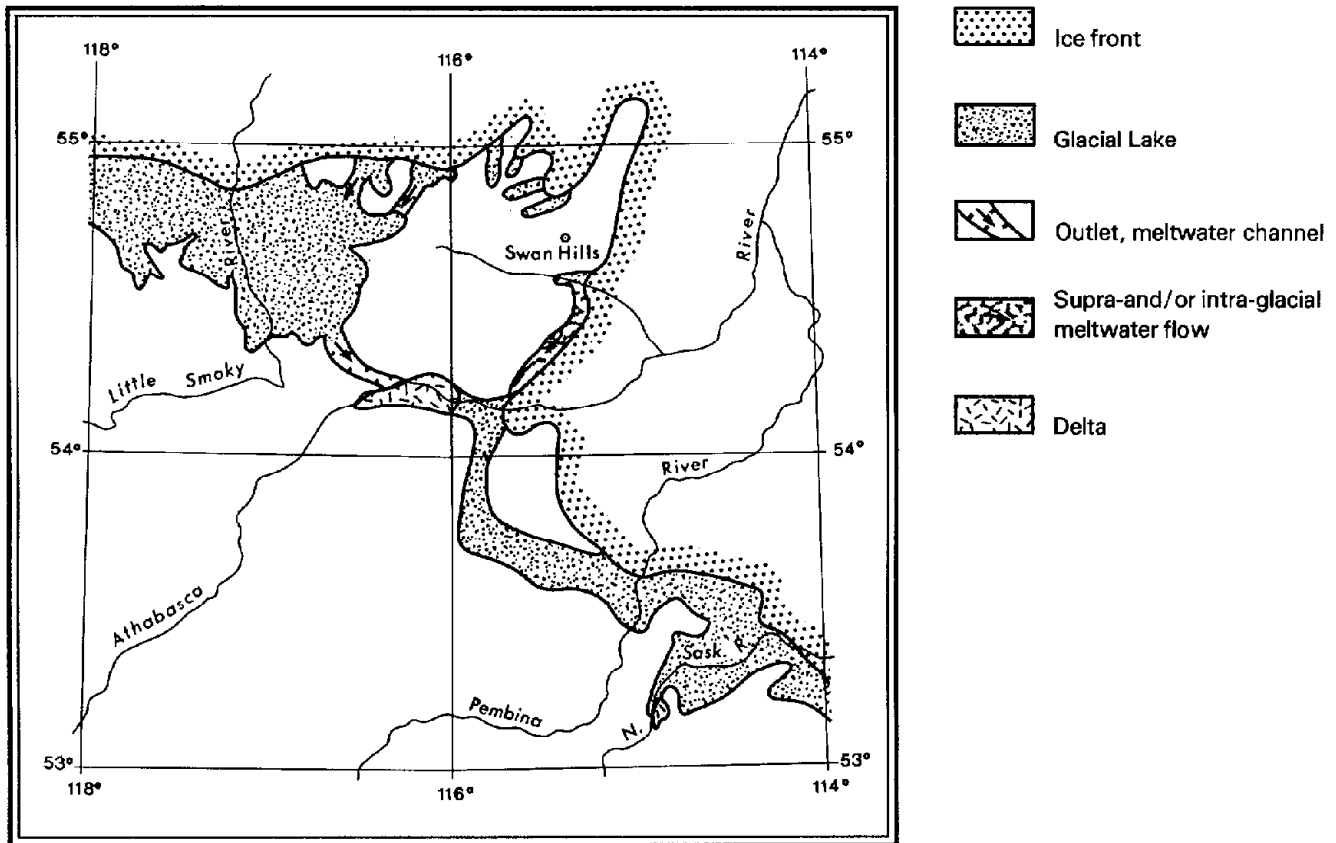 118°
116°
114°
55°
55°
River
River
Swan Hills
Little Smoky
54°
54°
River
Athabasca
Sask. R.
Pembina
N.
53°
53°
118°
116°
114°
Ice front
Glacial Lake
Outlet, meltwater channel
Supra-and/or intra-glacial
meltwater flow
Delta